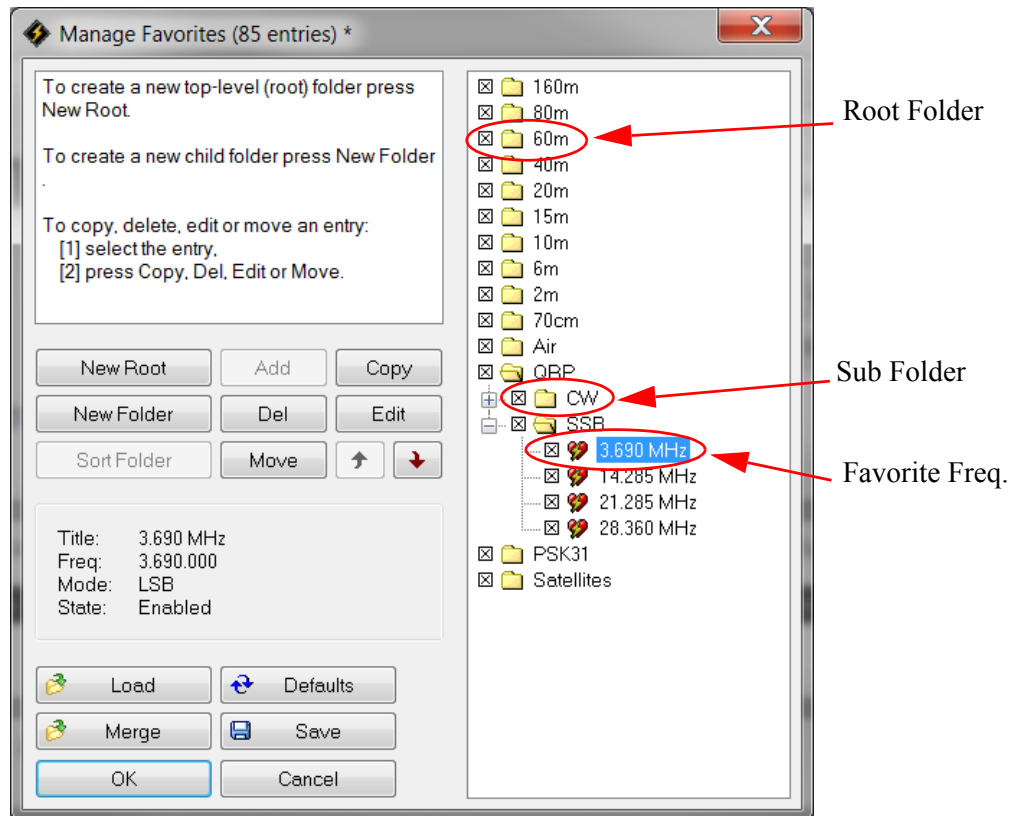 Manage Favorites (85 entries) *
X
To create a new top-level (root) folder press
New Root.
To create a new child folder press New Folder
.
To copy, delete, edit or move an entry:
[1] select the entry,
[2] press Copy, Del, Edit or Move.
New Root
Add
Copy
New Folder
Del
Edit
Sort Folder
Move
Title: 3.690 MHz
Freq: 3.690.000
Mode: LSB
State: Enabled
Load
Defaults
Merge
Save
OK
Cancel
160m
80m
60m
40m
20m
15m
10m
6m
2m
70cm
Air
QRP
CW
SSB
3.690 MHz
14.285 MHz
21.285 MHz
28.360 MHz
PSK31
Satellites
Root Folder
Sub Folder
Favorite Freq.